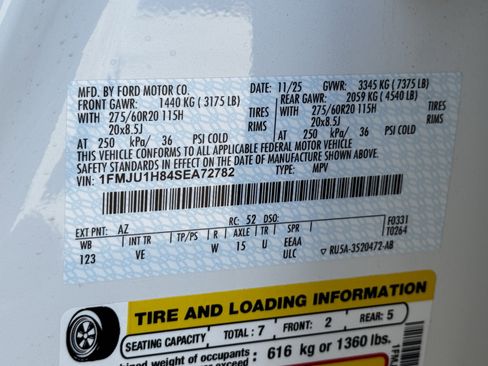 MFD. BY FORD MOTOR CO. DATE: 11/25 GVWR: 3345 KG ( 7375 LB)
FRONT GAWR: 1440 KG ( 3175 LB) REAR GAWR: 2059 KG ( 4540 LB)
WITH 275/60R20 115H TIRES WITH 275/60R20 115H TIRES
20x8.5J RIMS 20x8.5J RIMS
AT 250 kPa/ 36 PSI COLD AT 250 kPa/ 36 PSI COLD
THIS VEHICLE CONFORMS TO ALL APPLICABLE FEDERAL MOTOR VEHICLE
SAFETY STANDARDS IN EFFECT ON THE DATE OF MANUFACTURE SHOWN ABOVE.
VIN: 1FMJU1H84SEA72782 TYPE: MPV
EXT PNT: AZ RC: 52 DSO: F0331
WB INT TR TP/PS R AXLE TR SPR T0264
123 VE W 15 U EEAA
ULC ▽ RU5A-3520472-AB
TIRE AND LOADING INFORMATION
SEATING CAPACITY TOTAL : 7 FRONT: 2 REAR: 5
weight of occupants 616 kg or 1360 lbs.